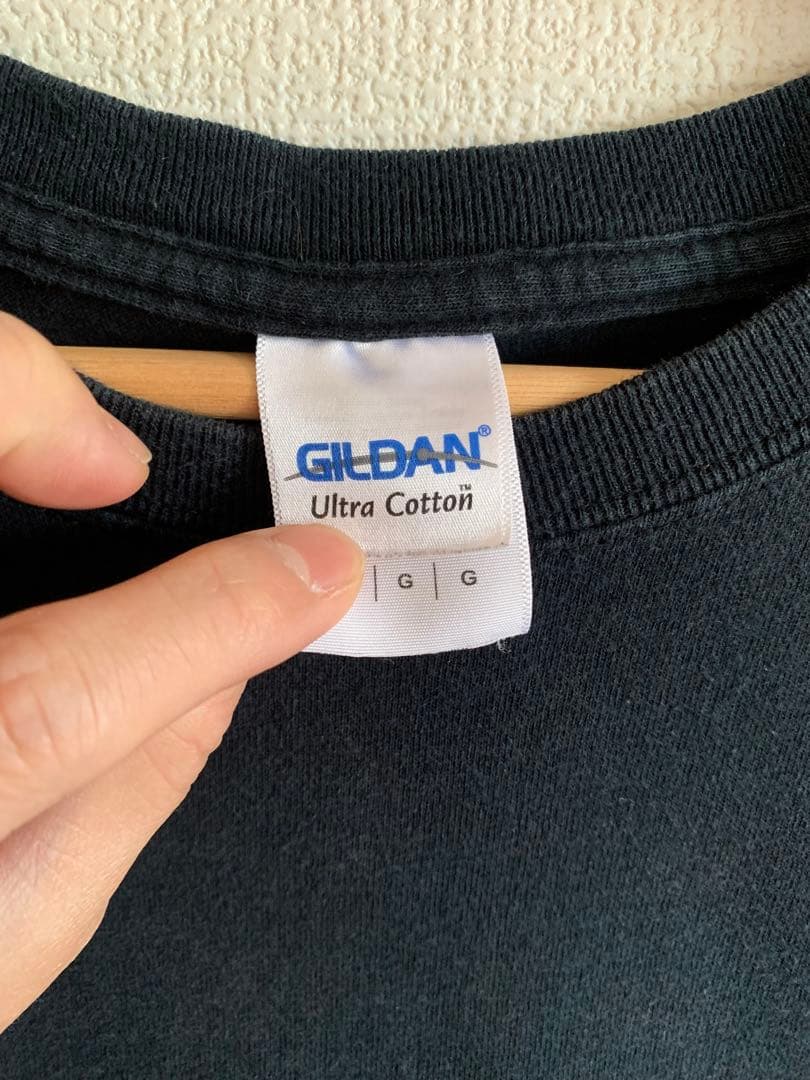 GILDAN®
Ultra Cotton™
| G | G